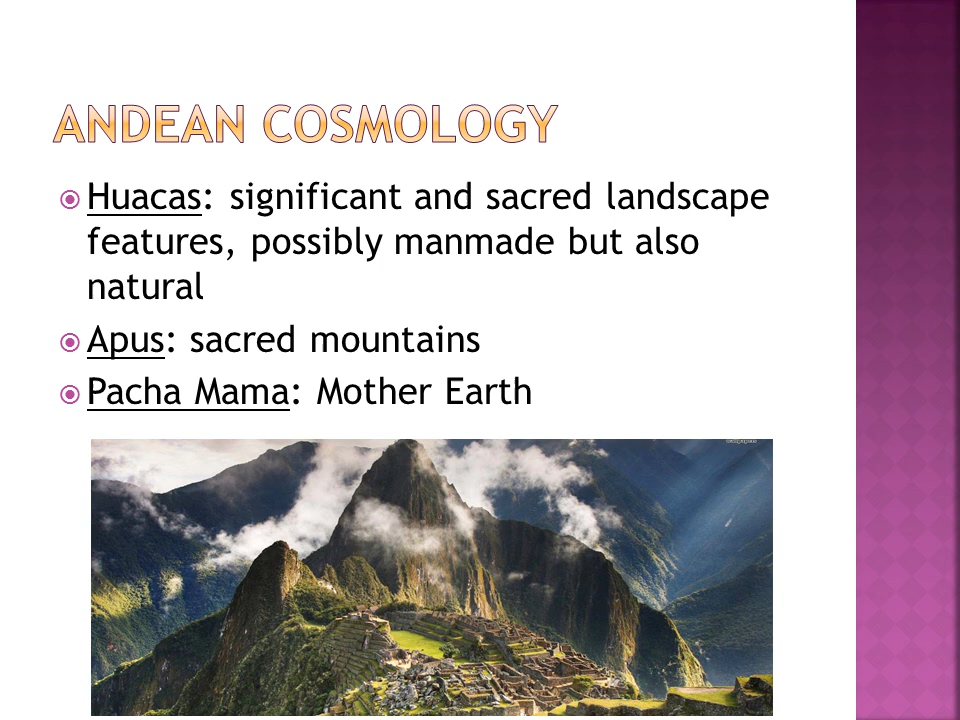 ANDEAN COSMOLOGY
Huacas: significant and sacred landscape
features, possibly manmade but also
natural
Apus: sacred mountains
Pacha Mama: Mother Earth